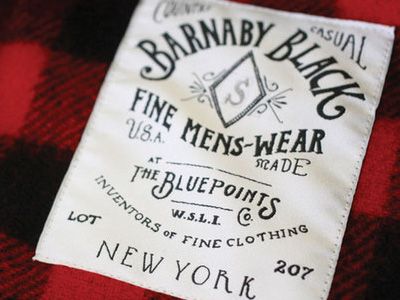 COUNTRY CASUAL
BARNABY BLACK
S
FINE MENS-WEAR
U.S.A. MADE
AT
THE BLUEPOINTS Co.
W.S.L.I.
INVENTORS OF FINE CLOTHING
LOT 207
NEW YORK